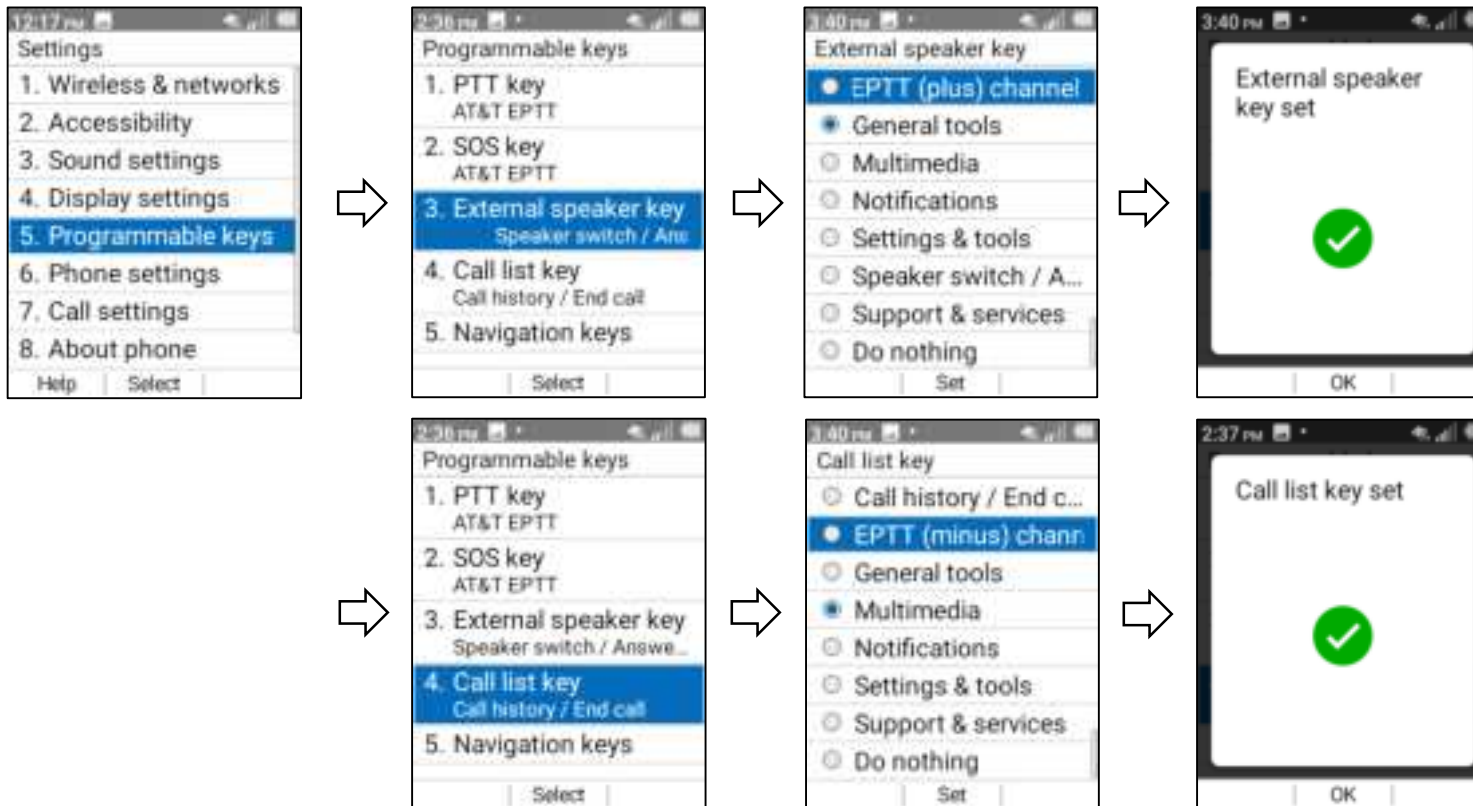 12:17 PM
Settings
1. Wireless & networks
2. Accessibility
3. Sound settings
4. Display settings
5. Programmable keys
6. Phone settings
7. Call settings
8. About phone
Help Select
2:36 PM
Programmable keys
1. PTT key
AT&T EPTT
2. SOS key
AT&T EPTT
3. External speaker key
Speaker switch / Ans
4. Call list key
Call history / End call
5. Navigation keys
Select
3:40 PM
External speaker key
EPTT (plus) channel
General tools
Multimedia
Notifications
Settings & tools
Speaker switch / A...
Support & services
Do nothing
Set
3:40 PM
External speaker
key set
OK
2:36 PM
Programmable keys
1. PTT key
AT&T EPTT
2. SOS key
AT&T EPTT
3. External speaker key
Speaker switch / Answe...
4. Call list key
Call history / End call
5. Navigation keys
Select
3:40 PM
Call list key
Call history / End c...
EPTT (minus) chann
General tools
Multimedia
Notifications
Settings & tools
Support & services
Do nothing
Set
2:37 PM
Call list key set
OK